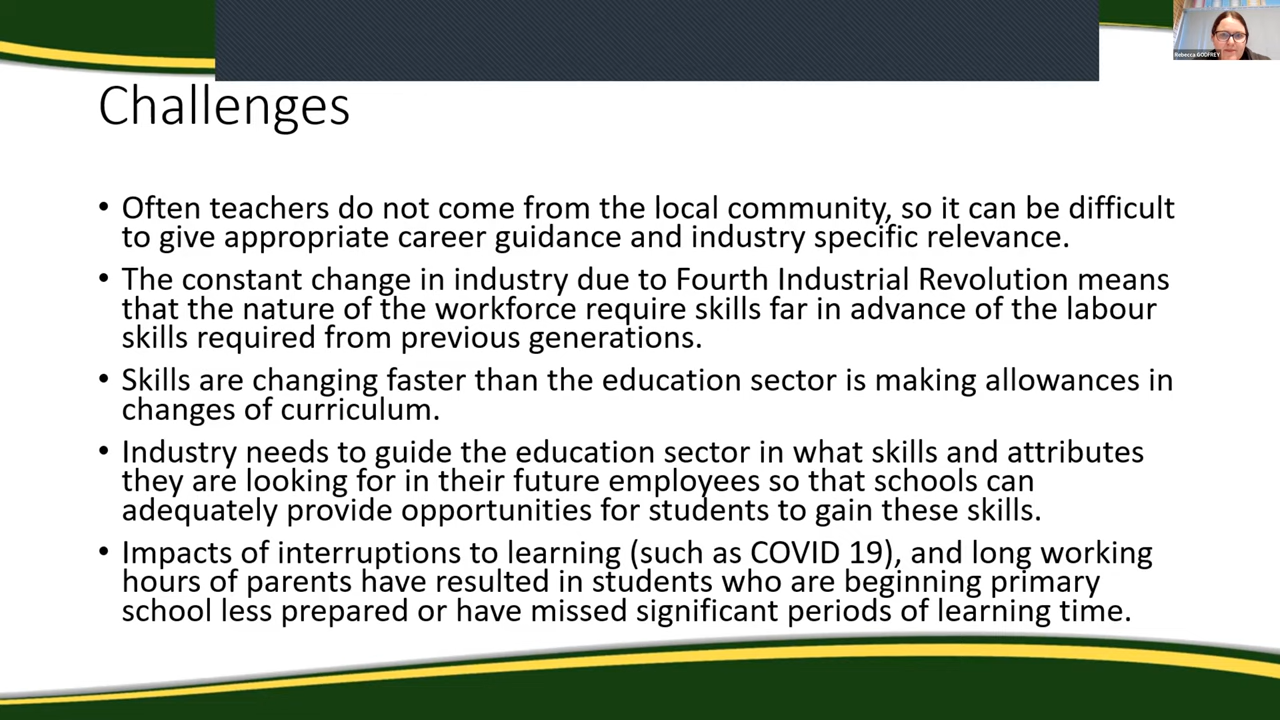 Rebecca GODFREY
Challenges
• Often teachers do not come from the local community, so it can be difficult
to give appropriate career guidance and industry specific relevance.
• The constant change in industry due to Fourth Industrial Revolution means
that the nature of the workforce require skills far in advance of the labour
skills required from previous generations.
• Skills are changing faster than the education sector is making allowances in
changes of curriculum.
• Industry needs to guide the education sector in what skills and attributes
they are looking for in their future employees so that schools can
adequately provide opportunities for students to gain these skills.
• Impacts of interruptions to learning (such as COVID 19), and long working
hours of parents have resulted in students who are beginning primary
school less prepared or have missed significant periods of learning time.